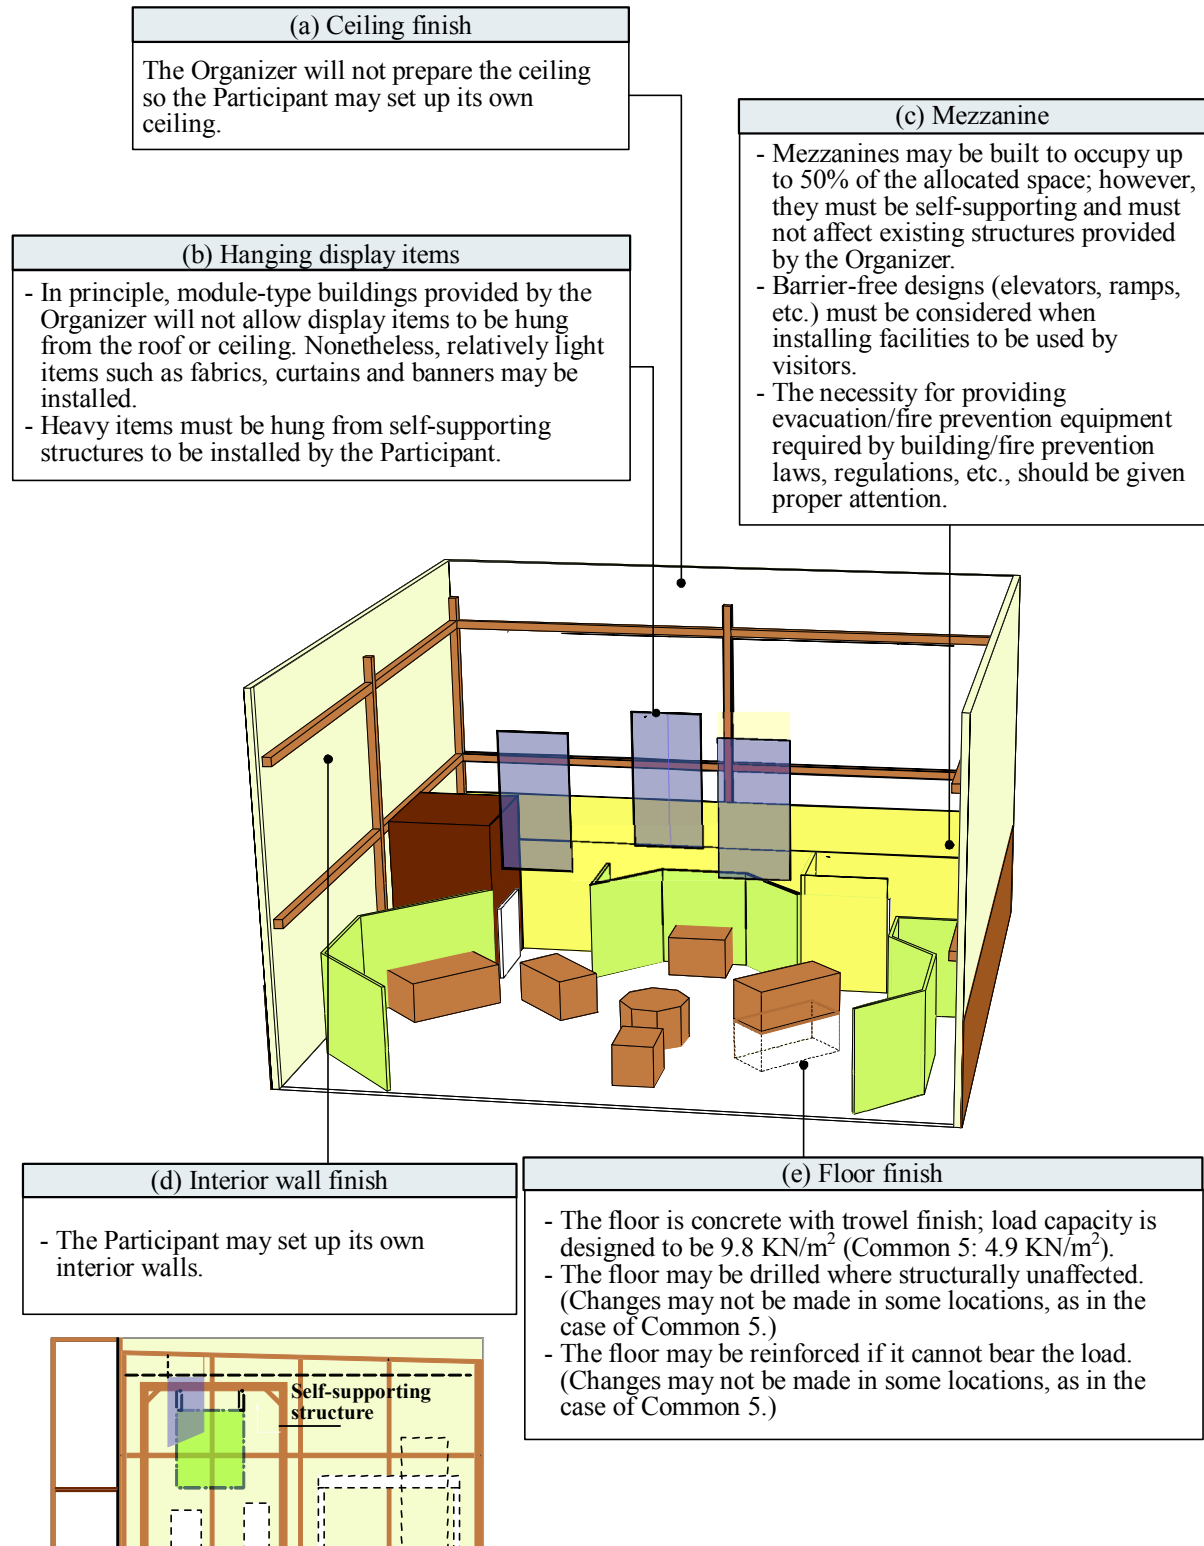 (a) Ceiling finish
The Organizer will not prepare the ceiling
so the Participant may set up its own
ceiling.
(b) Hanging display items
- In principle, module-type buildings provided by the
Organizer will not allow display items to be hung
from the roof or ceiling. Nonetheless, relatively light
items such as fabrics, curtains and banners may be
installed.
- Heavy items must be hung from self-supporting
structures to be installed by the Participant.
(c) Mezzanine
- Mezzanines may be built to occupy up
to 50% of the allocated space; however,
they must be self-supporting and must
not affect existing structures provided
by the Organizer.
- Barrier-free designs (elevators, ramps,
etc.) must be considered when
installing facilities to be used by
visitors.
- The necessity for providing
evacuation/fire prevention equipment
required by building/fire prevention
laws, regulations, etc., should be given
proper attention.
(d) Interior wall finish
- The Participant may set up its own
interior walls.
(e) Floor finish
- The floor is concrete with trowel finish; load capacity is
designed to be 9.8 KN/m² (Common 5: 4.9 KN/m²).
- The floor may be drilled where structurally unaffected.
(Changes may not be made in some locations, as in the
case of Common 5.)
- The floor may be reinforced if it cannot bear the load.
(Changes may not be made in some locations, as in the
case of Common 5.)
Self-supporting
structure